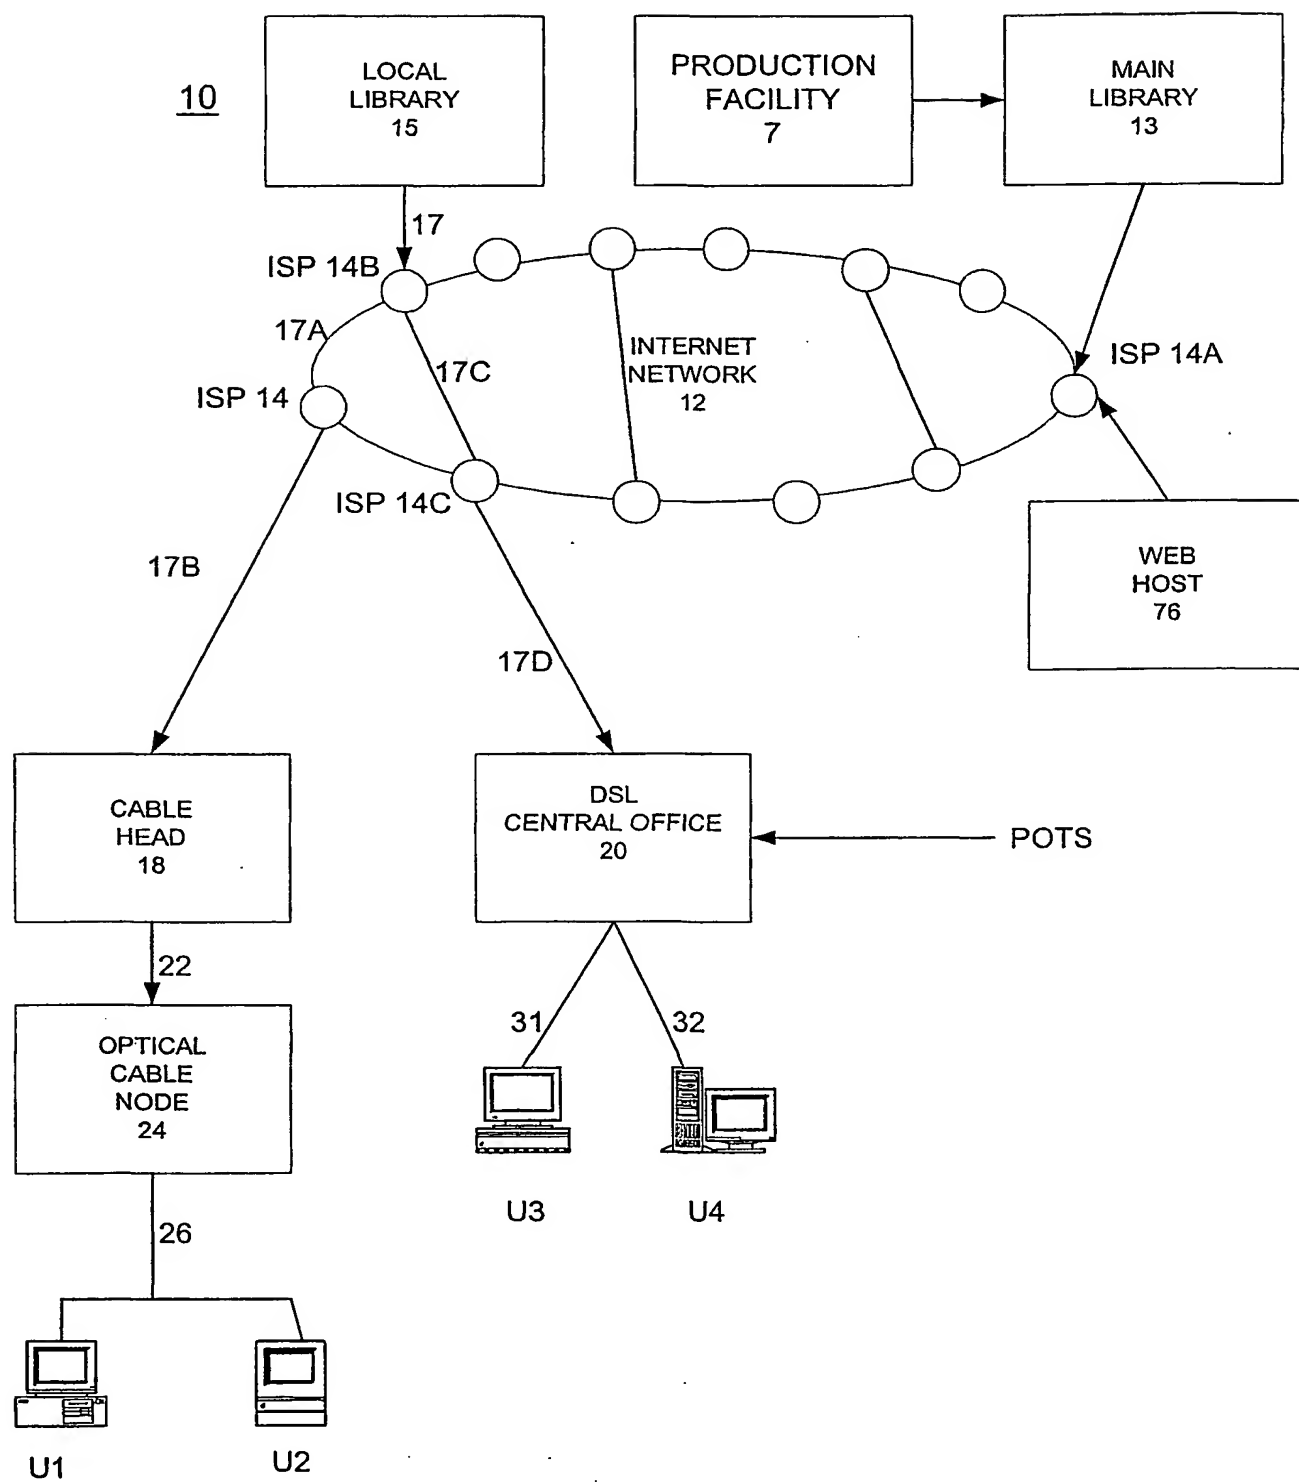 10
LOCAL
LIBRARY
15
PRODUCTION
FACILITY
7
MAIN
LIBRARY
13
17
ISP 14B
17A
17C
INTERNET
NETWORK
12
ISP 14A
ISP 14
ISP 14C
17B
17D
WEB
HOST
76
CABLE
HEAD
18
DSL
CENTRAL OFFICE
20
POTS
22
OPTICAL
CABLE
NODE
24
31
32
U3
U4
26
U1
U2